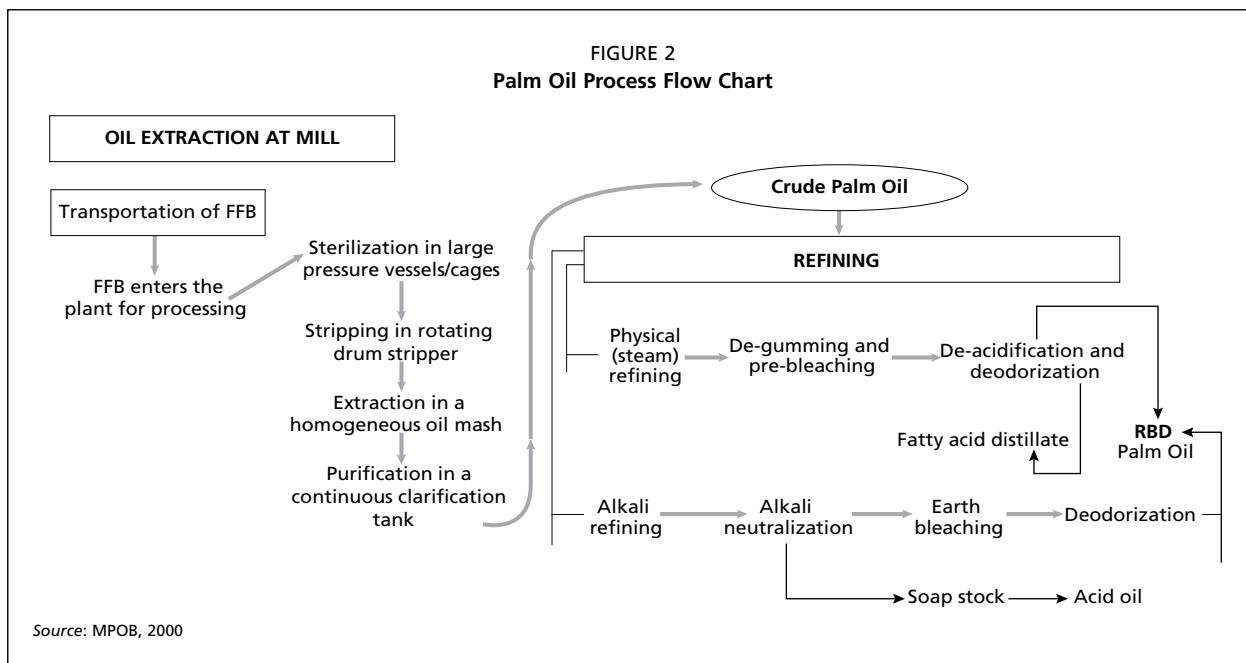 FIGURE 2
Palm Oil Process Flow Chart
OIL EXTRACTION AT MILL
Transportation of FFB
FFB enters the
plant for processing
Sterilization in large
pressure vessels/cages
Stripping in rotating
drum stripper
Extraction in a
homogeneous oil mash
Purification in a
continuous clarification
tank
Crude Palm Oil
REFINING
Physical
(steam)
refining
De-gumming and
pre-bleaching
De-acidification and
deodorization
Fatty acid distillate
RBD
Palm Oil
Alkali
refining
Alkali
neutralization
Earth
bleaching
Deodorization
Soap stock
Acid oil
Source: MPOB, 2000